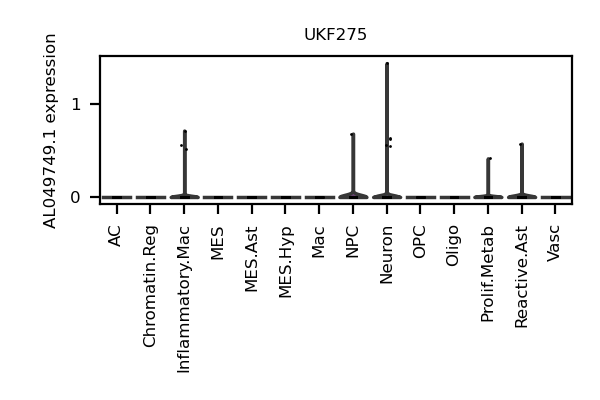 UKF275
AL049749.1 expression
1
0
AC
Chromatin.Reg
Inflammatory.Mac
MES
MES.Ast
MES.Hyp
Mac
NPC
Neuron
OPC
Oligo
Prolif.Metab
Reactive.Ast
Vasc